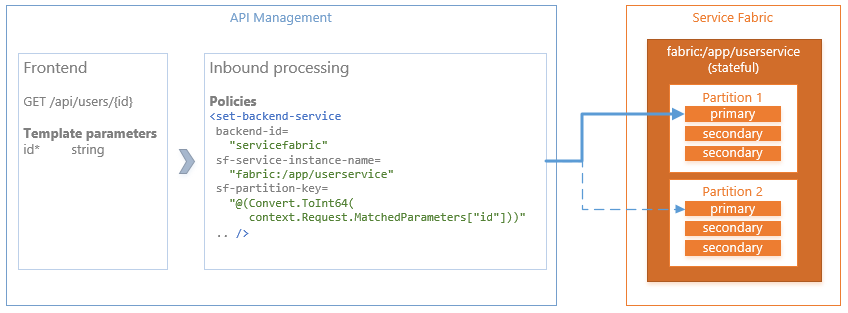 API Management
Frontend
GET /api/users/{id}
Template parameters
id* string
Inbound processing
Policies
<set-backend-service
backend-id=
"servicefabric"
sf-service-instance-name=
"fabric:/app/userservice"
sf-partition-key=
"@(Convert.ToInt64(
context.Request.MatchedParameters["id"]))"
.. />
Service Fabric
fabric:/app/userservice
(stateful)
Partition 1
primary
secondary
secondary
Partition 2
primary
secondary
secondary